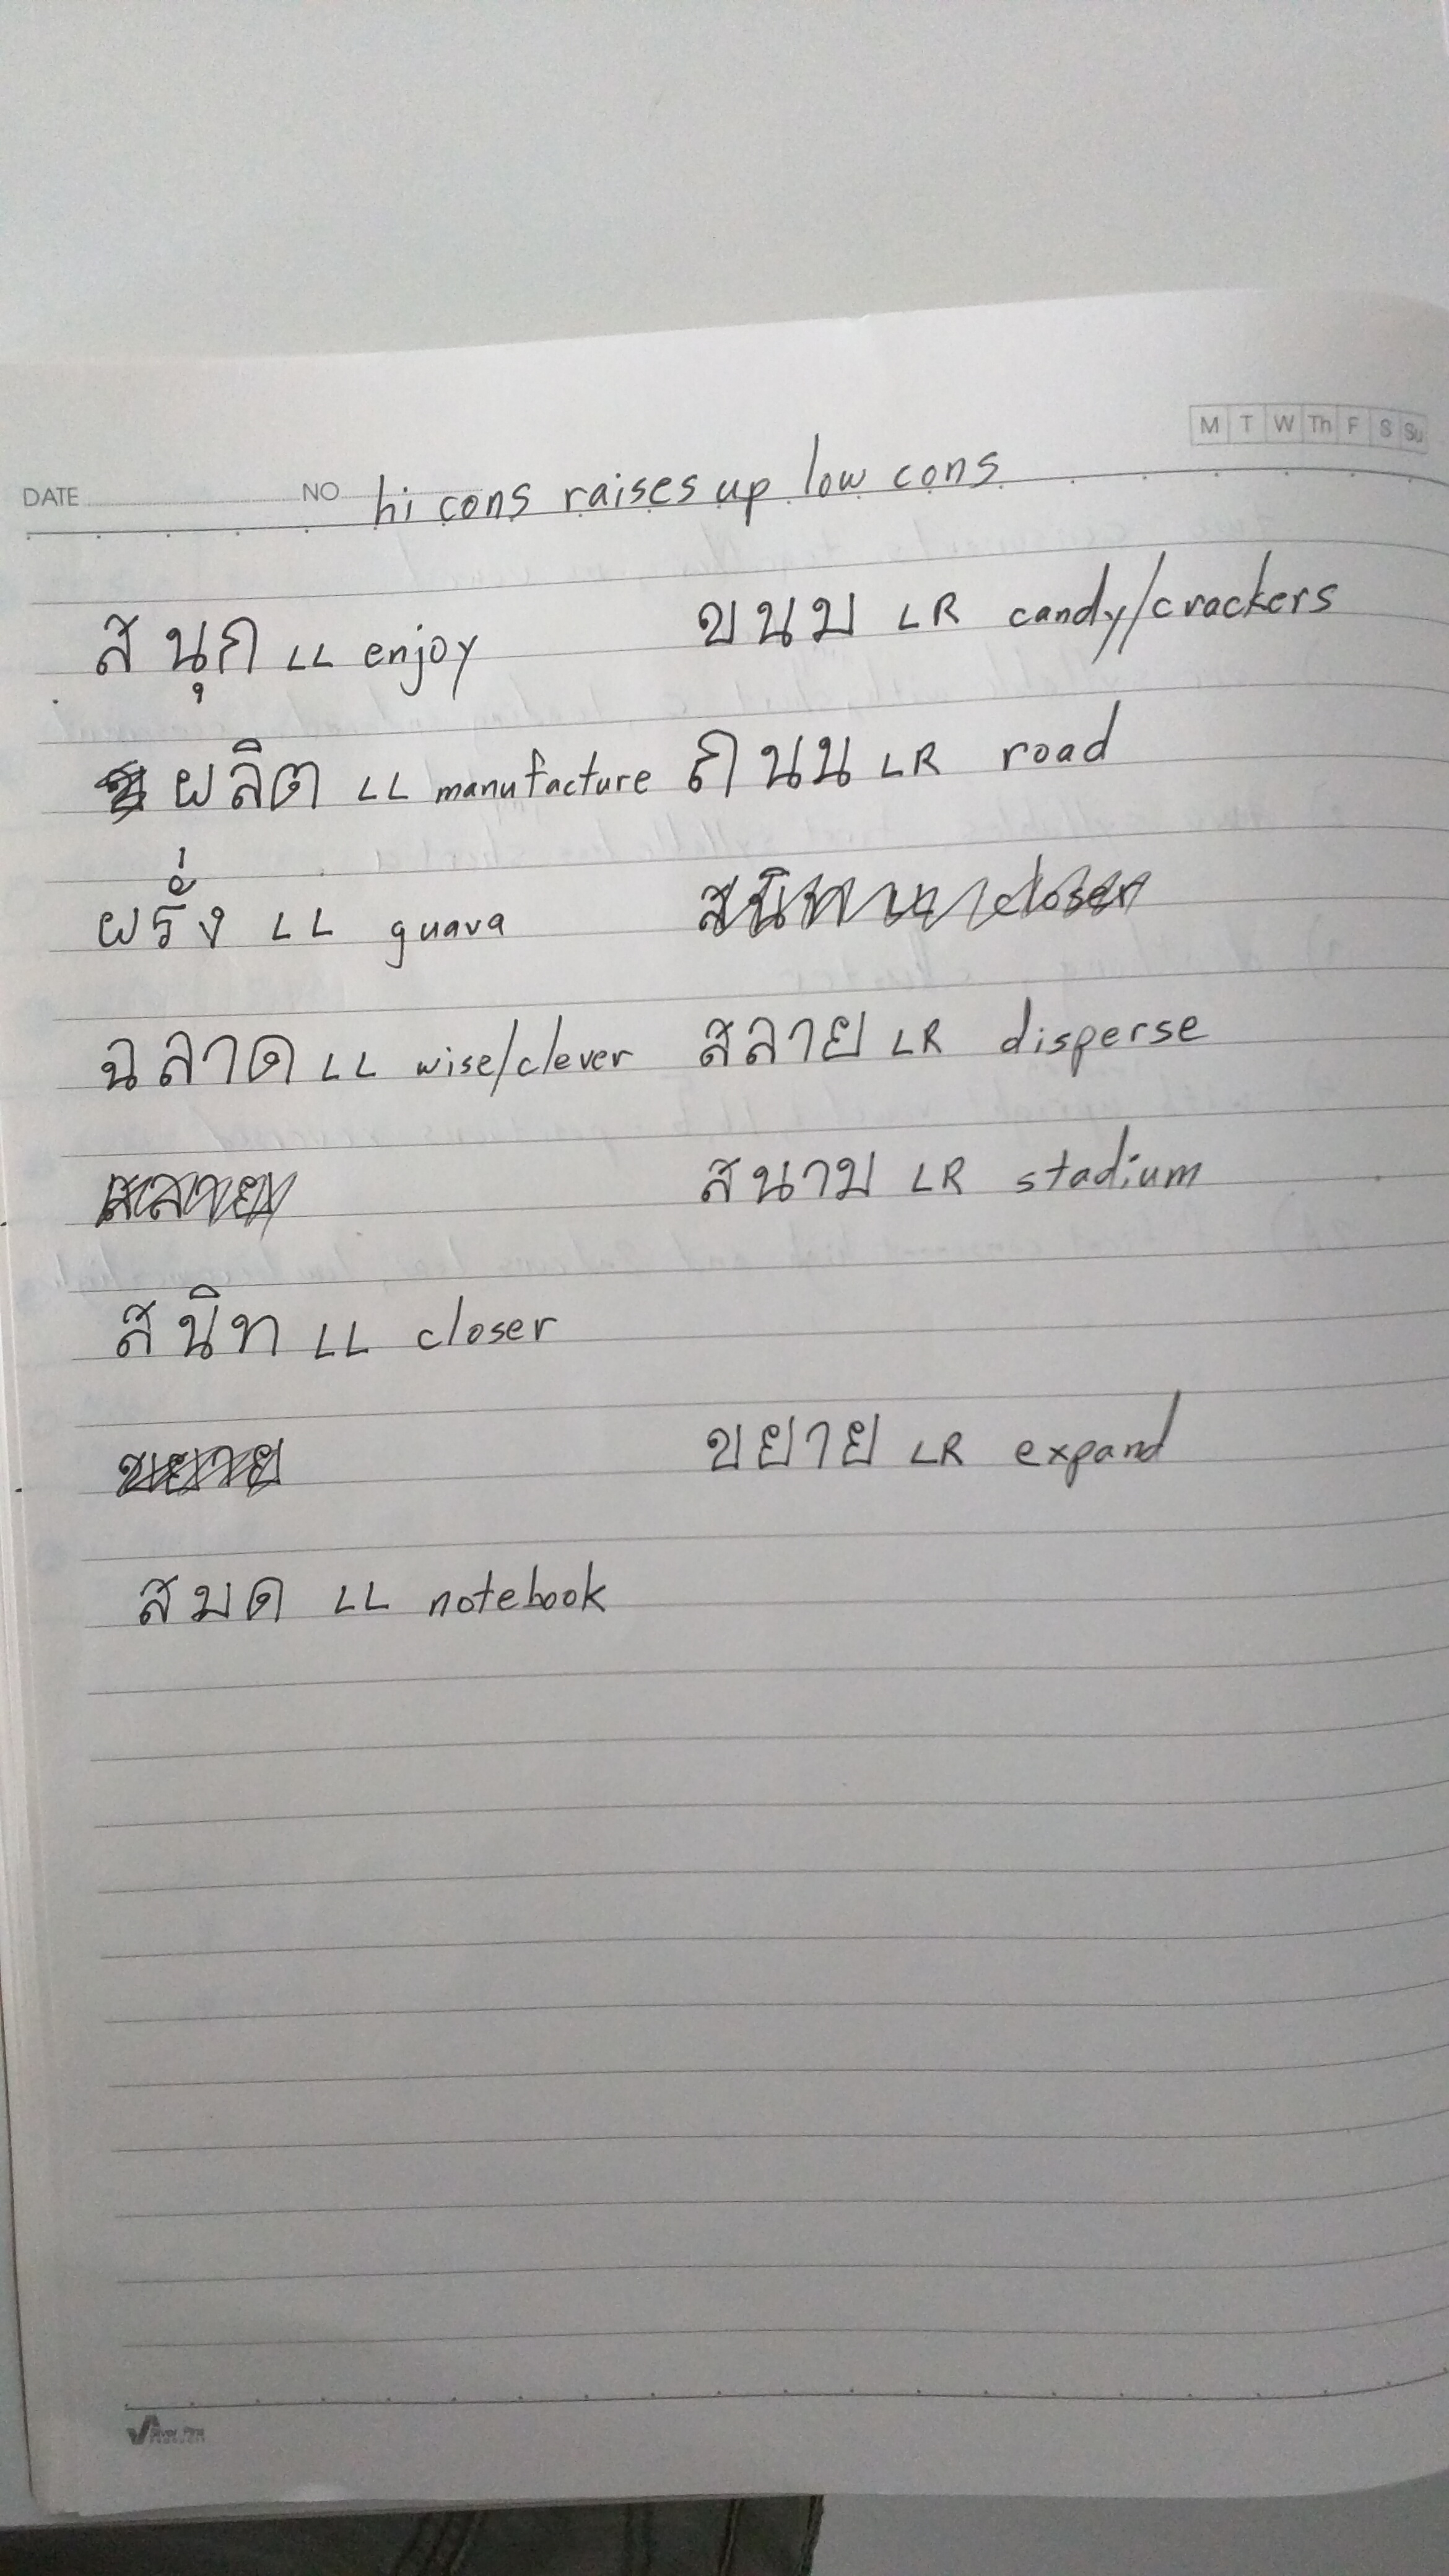 M T W Th F S Su
DATE NO hi cons raises up low cons
สนุก LL enjoy ขนม LR candy/crackers
ผลิต LL manufacture ถนน LR road
ผรั่ง LL guava
ฉลาด LL wise/clever สลาย LR disperse
สนาม LR stadium
สนิท LL closer
ขยาย LR expand
สมด LL notebook